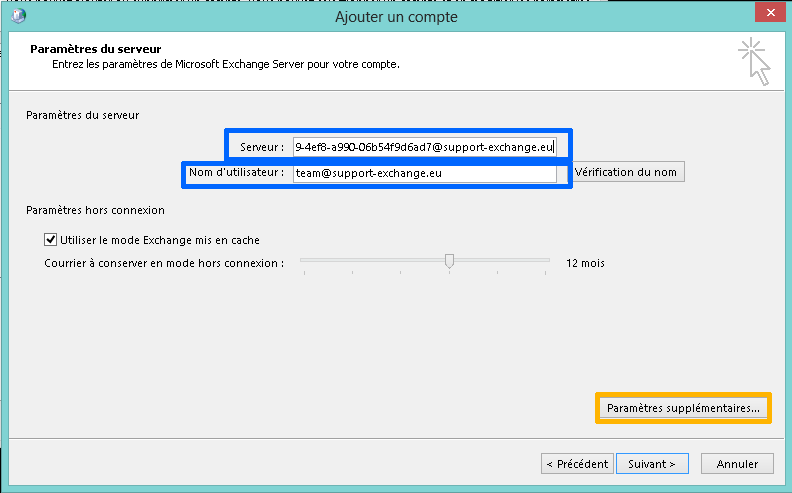 Ajouter un compte
Paramètres du serveur
Entrez les paramètres de Microsoft Exchange Server pour votre compte.
Paramètres du serveur
Serveur : 9-4ef8-a990-06b54f9d6ad7@support-exchange.eu
Nom d'utilisateur : team@support-exchange.eu Vérification du nom
Paramètres hors connexion
Utiliser le mode Exchange mis en cache
Courrier à conserver en mode hors connexion : 12 mois
Paramètres supplémentaires...
< Précédent Suivant > Annuler